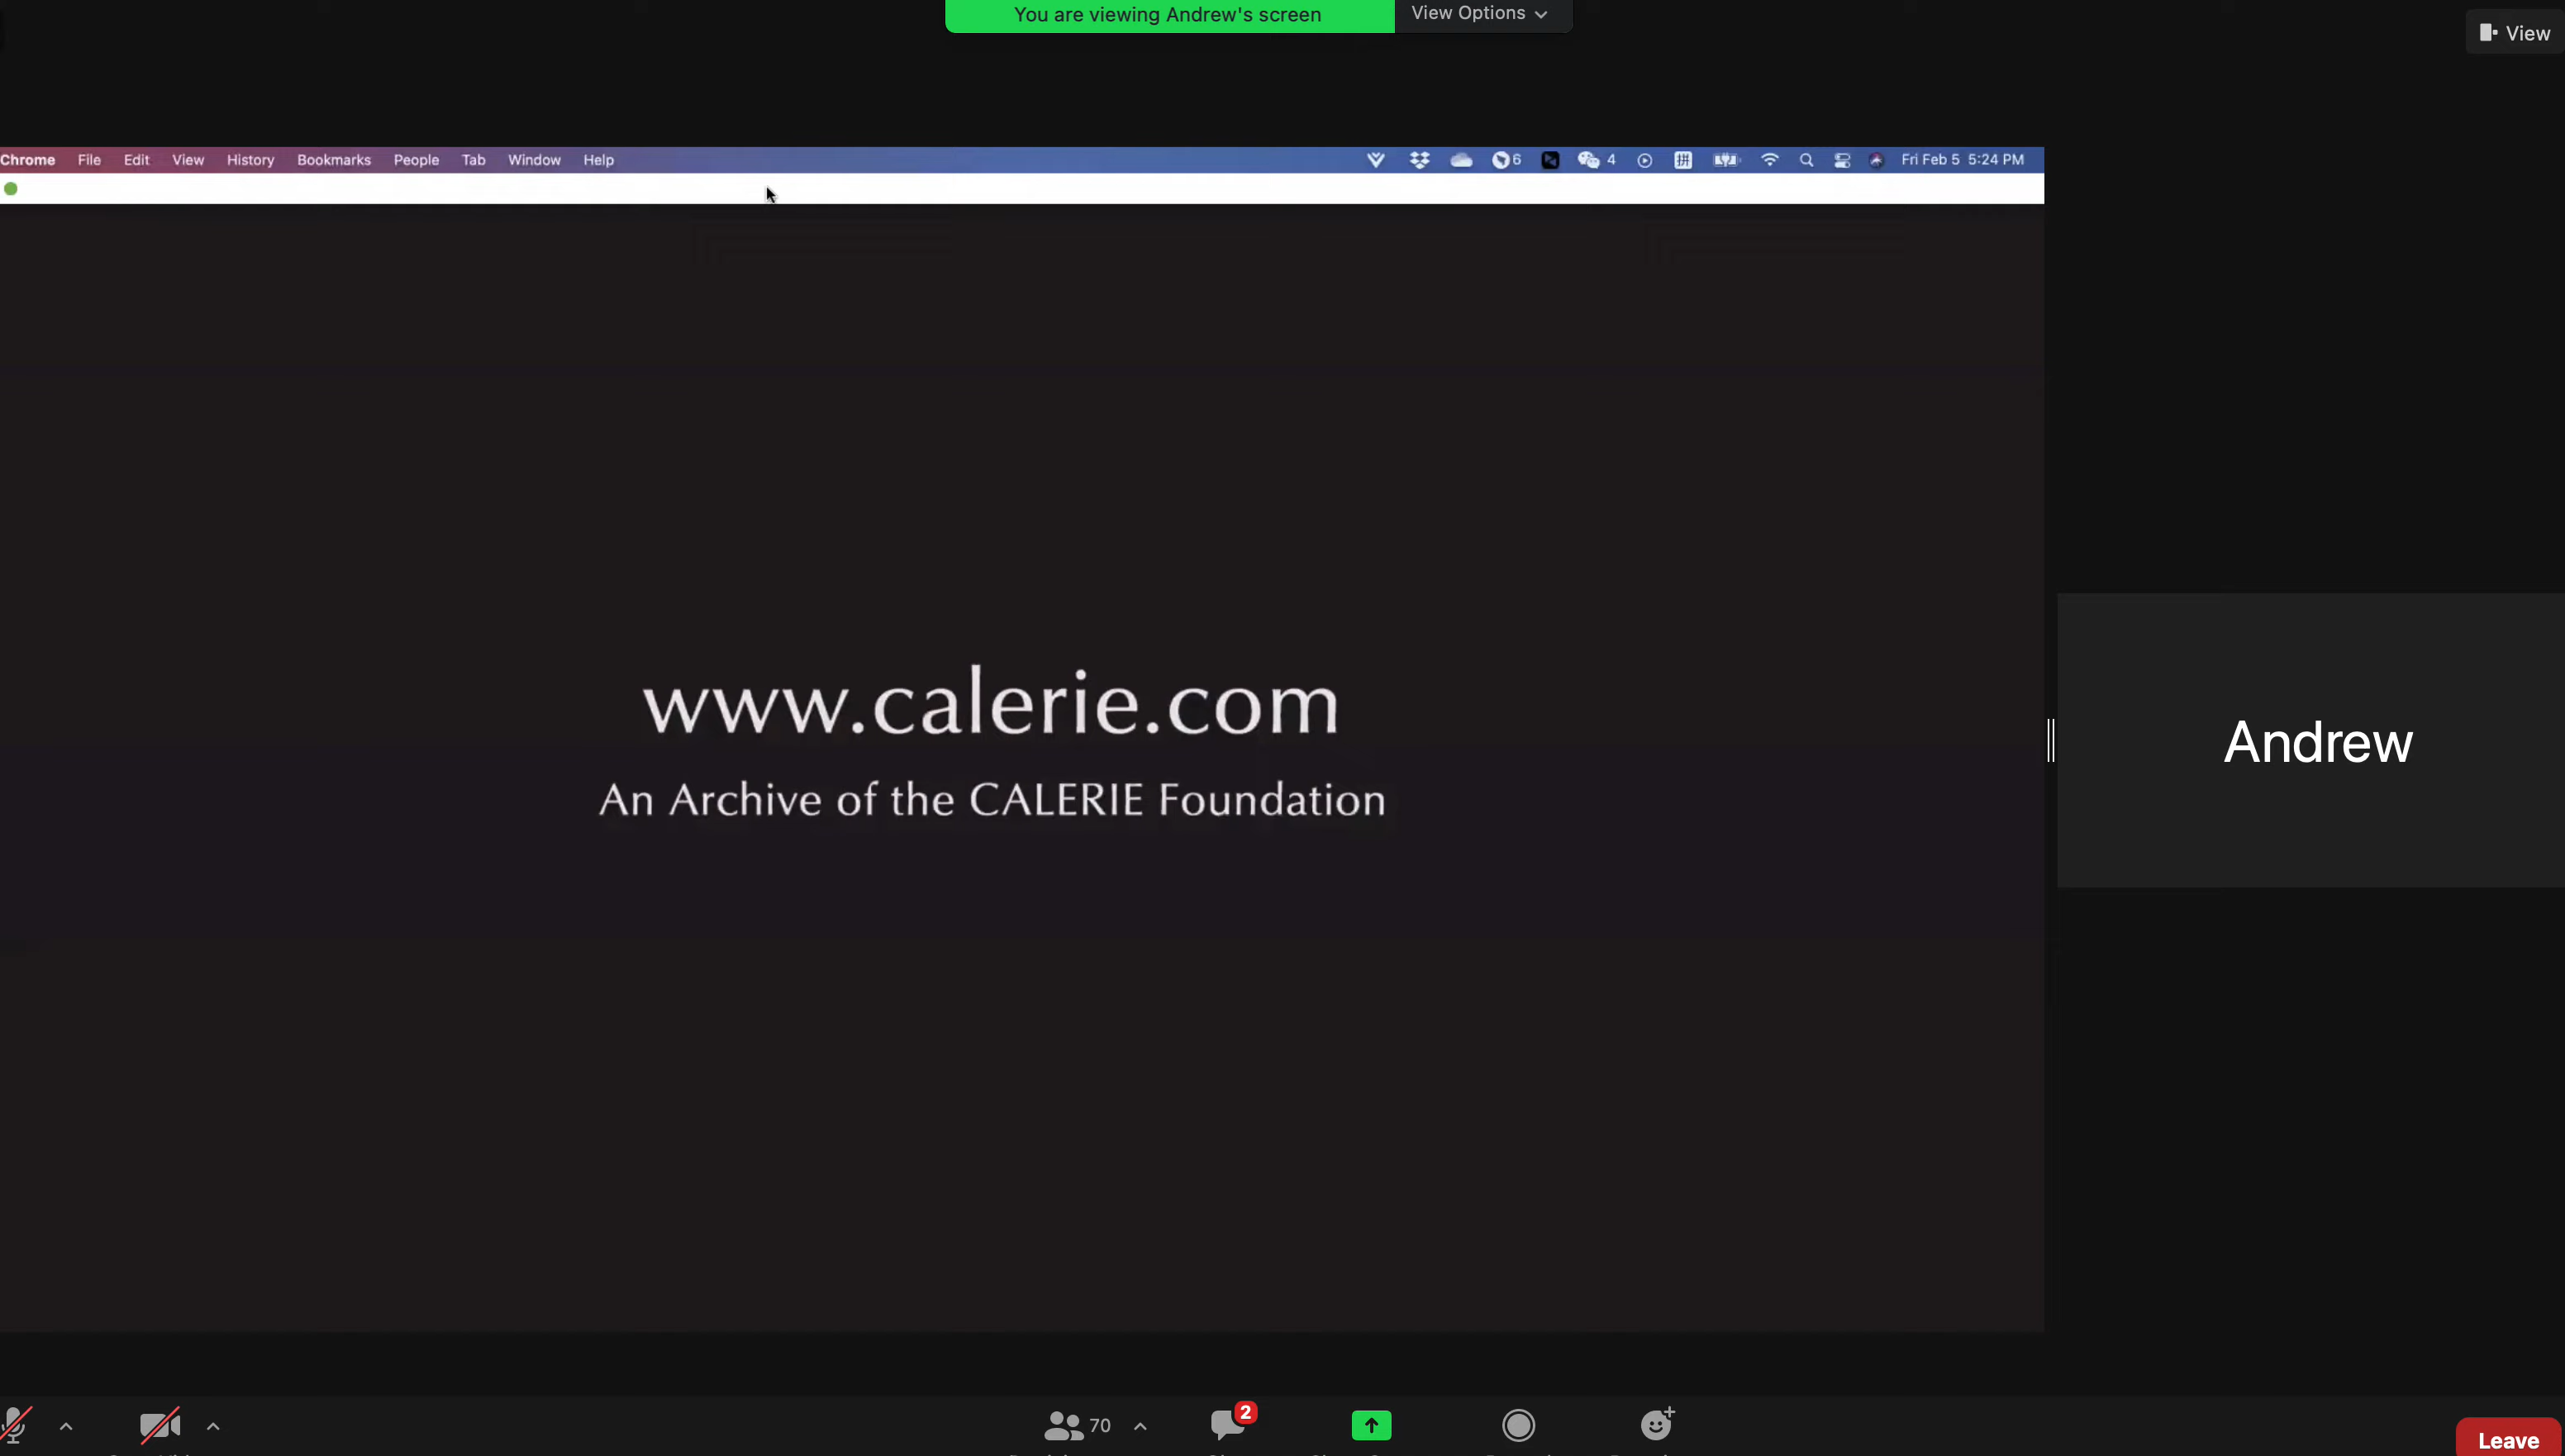 You are viewing Andrew's screen View Options
View
Chrome File Edit View History Bookmarks People Tab Window Help 6 4 拼 Fri Feb 5 5:24 PM
www.calerie.com
An Archive of the CALERIE Foundation
Andrew
70 2
Leave